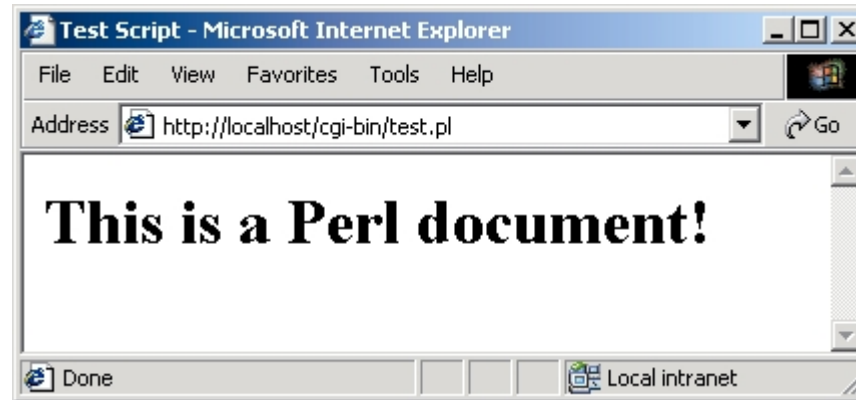 Test Script - Microsoft Internet Explorer
File Edit View Favorites Tools Help
Address http://localhost/cgi-bin/test.pl Go
This is a Perl document!
Done Local intranet